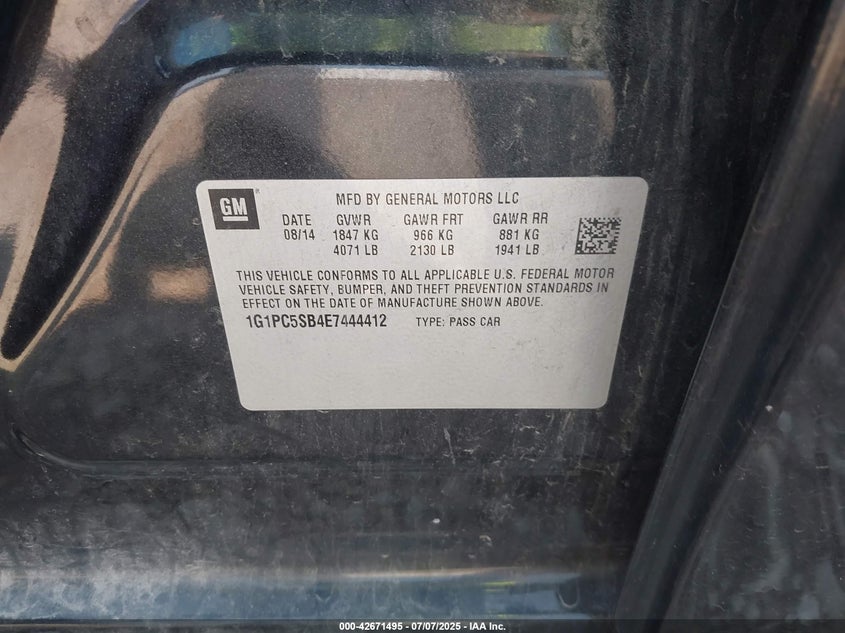 GM
MFD BY GENERAL MOTORS LLC
DATE GVWR GAWR FRT GAWR RR
08/14 1847 KG 966 KG 881 KG
4071 LB 2130 LB 1941 LB
THIS VEHICLE CONFORMS TO ALL APPLICABLE U.S. FEDERAL MOTOR
VEHICLE SAFETY, BUMPER, AND THEFT PREVENTION STANDARDS IN
EFFECT ON THE DATE OF MANUFACTURE SHOWN ABOVE.
1G1PC5SB4E7444412 TYPE: PASS CAR
000-42671495 - 07/07/2025 - IAA Inc.